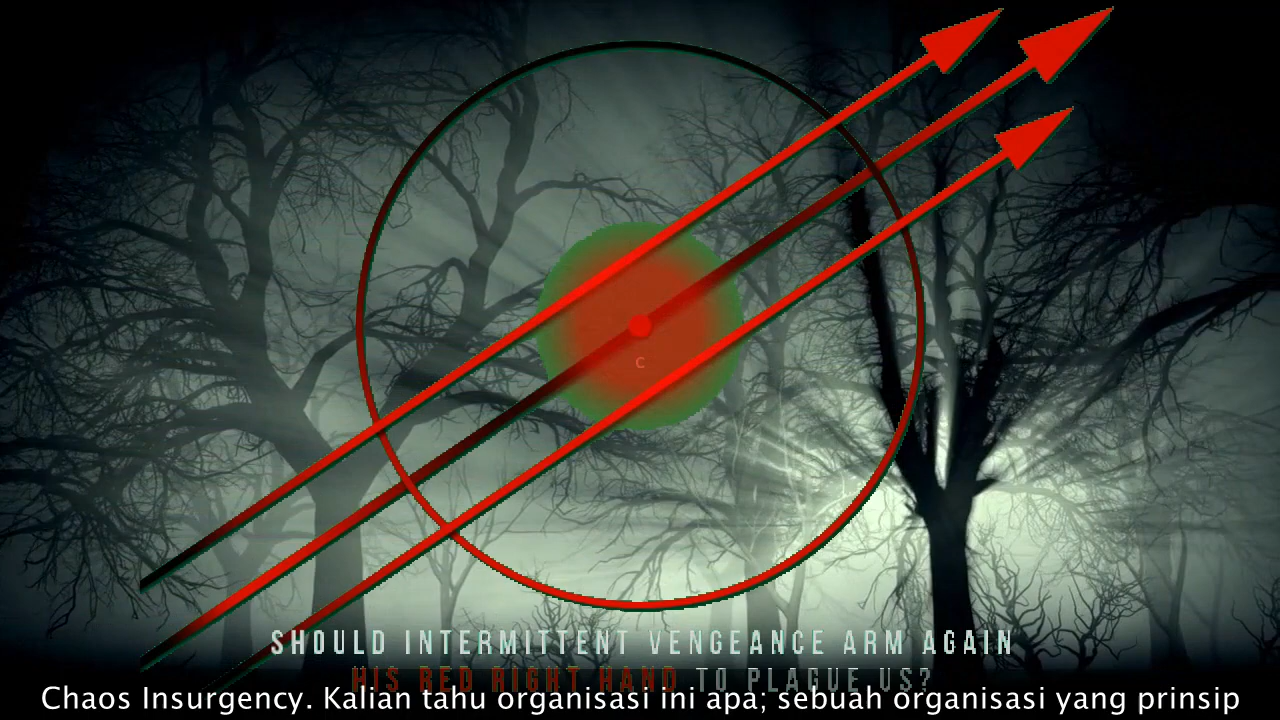 C
SHOULD INTERMITTENT VENGEANCE ARM AGAIN
HIS RED RIGHT HAND TO PLAGUE US?
Chaos Insurgency. Kalian tahu organisasi ini apa; sebuah organisasi yang prinsip